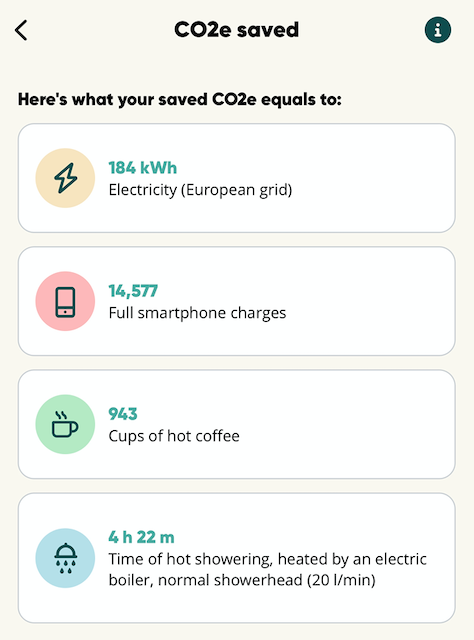 CO2e saved
Here's what your saved CO2e equals to:
184 kWh
Electricity (European grid)
14,577
Full smartphone charges
943
Cups of hot coffee
4 h 22 m
Time of hot showering, heated by an electric
boiler, normal showerhead (20 l/min)